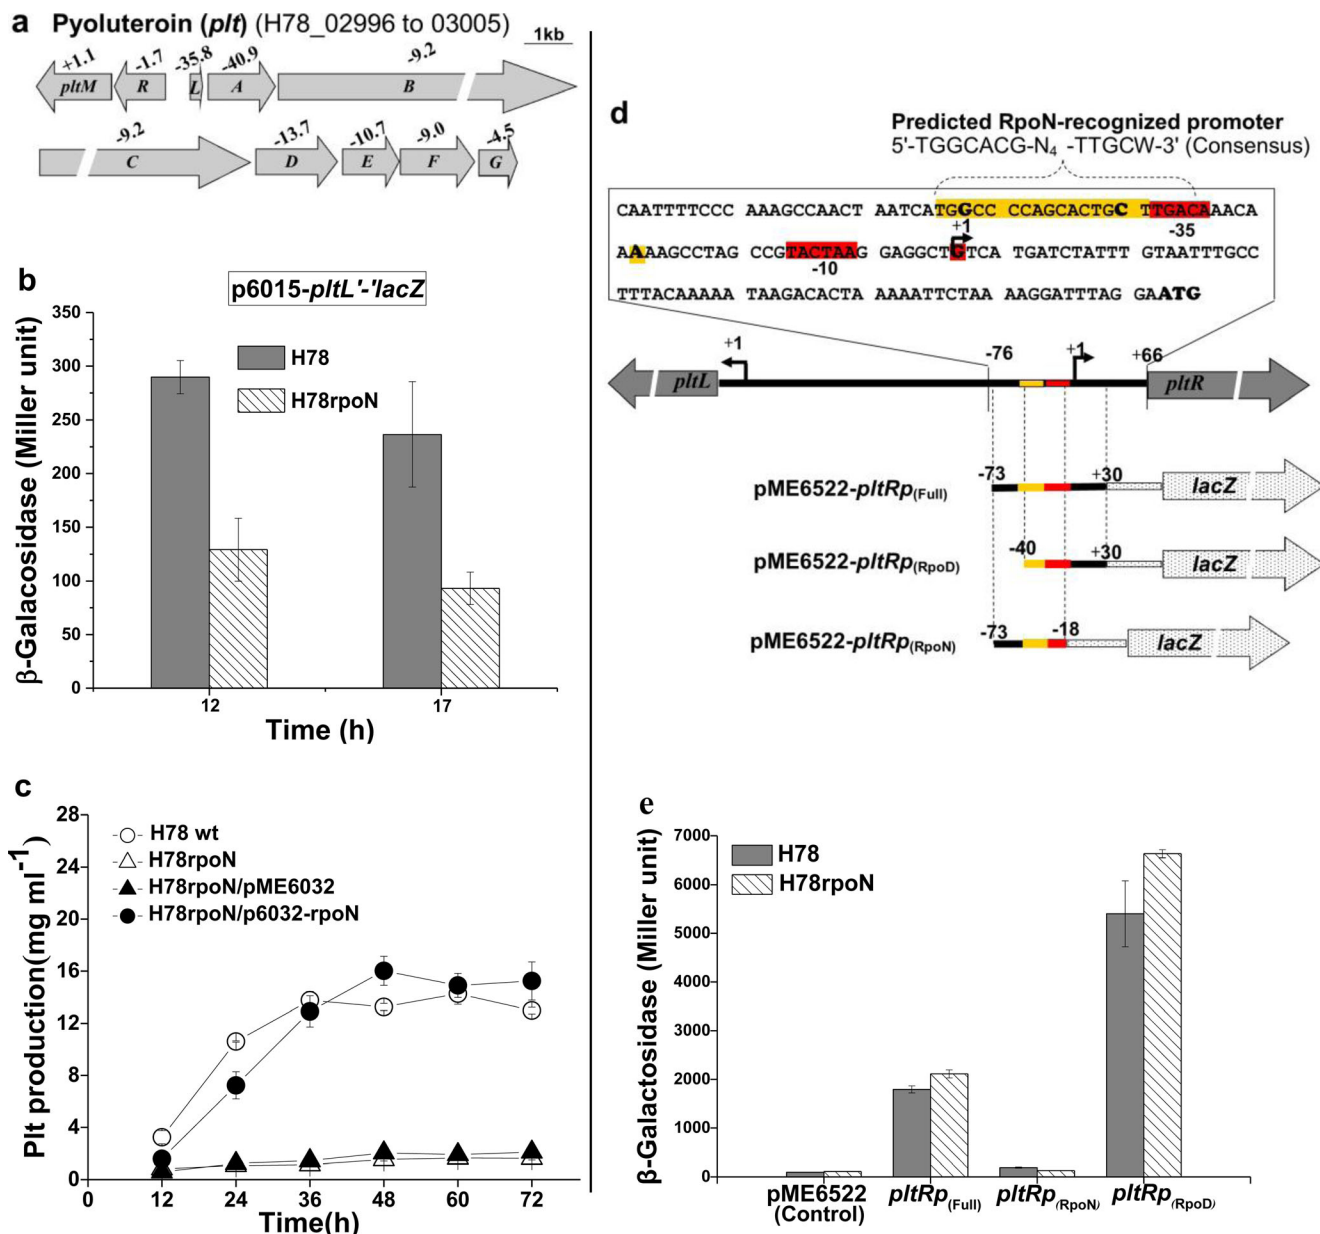 a Pyoluteroin (plt) (H78_02996 to 03005)
1kb
+1.1 -1.7 -35.8 -40.9 -9.2
pltM R L A B
-9.2 -13.7 -10.7 -9.0 -4.5
C D E F G
b
p6015-pltL'-'lacZ
β-Galacosidase (Miller unit)
350
300
250
200
150
100
50
0
H78
H78rpoN
12 17
Time (h)
c
Plt production(mg ml-1)
28
24
20
16
12
8
4
0
H78 wt
H78rpoN
H78rpoN/pME6032
H78rpoN/p6032-rpoN
0 12 24 36 48 60 72
Time(h)
d
Predicted RpoN-recognized promoter
5'-TGGCACG-N4 -TTGCW-3' (Consensus)
CAATTTTCCC AAAGCCAACT AATCATGGCC CCAGCACTGC TTGACAAACA
+1 -35
AAAAGCCTAG CCGTACTAAG GAGGCTGTCA TGATCTATTT GTAATTTGCC
-10
TTTACAAAAA TAAGACACTA AAAATTCTAA AAGGATTTAG GAATG
+1 -76 +1 +66
pltL pltR
-73 +30
pME6522-pltRp(Full) lacZ
-40 +30
pME6522-pltRp(RpoD) lacZ
-73 -18
pME6522-pltRp(RpoN) lacZ
e
β-Galactosidase (Miller unit)
7000
6000
5000
4000
3000
2000
1000
0
H78
H78rpoN
pME6522 pltRp(Full) pltRp(RpoN) pltRp(RpoD)
(Control)